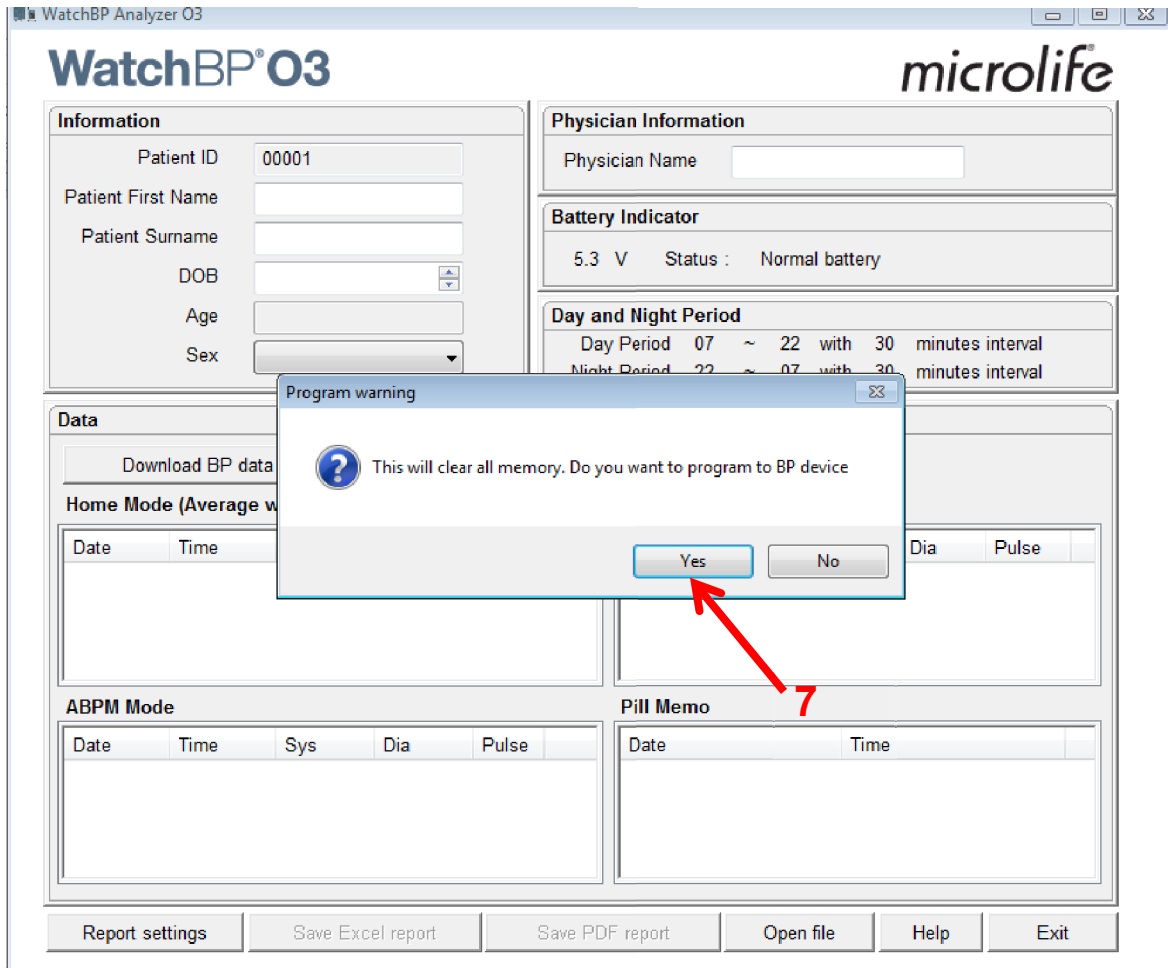 WatchBP Analyzer O3
WatchBP®O3
microlife
Information
Patient ID 00001
Patient First Name
Patient Surname
DOB
Age
Sex
Physician Information
Physician Name
Battery Indicator
5.3 V Status : Normal battery
Day and Night Period
Day Period 07 ~ 22 with 30 minutes interval
Night Period 22 ~ 07 with 30 minutes interval
Program warning
This will clear all memory. Do you want to program to BP device
Yes No
Data
Download BP data
Home Mode (Average w
Date Time
Dia Pulse
7
ABPM Mode
Date Time Sys Dia Pulse
Pill Memo
Date Time
Report settings Save Excel report Save PDF report Open file Help Exit